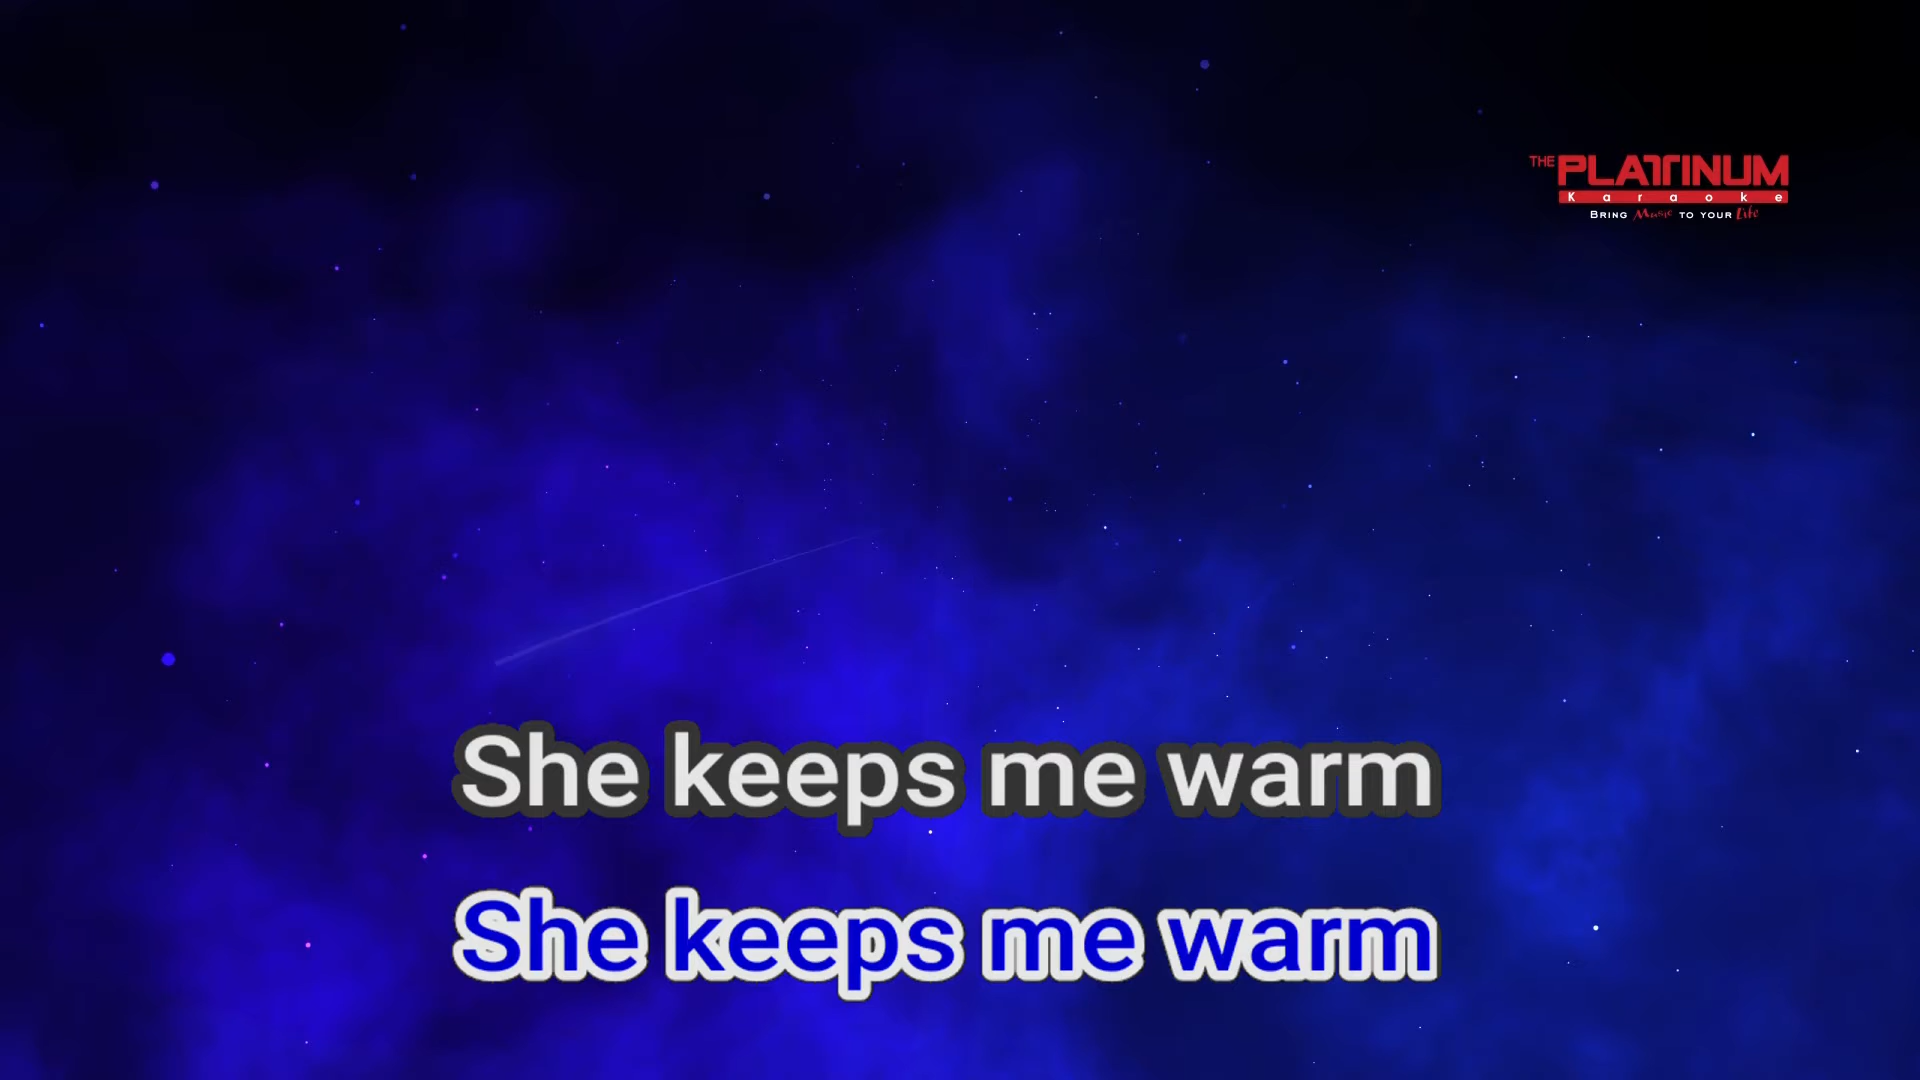 THE PLATINUM
Karaoke
BRING Music TO YOUR Life
She keeps me warm
She keeps me warm